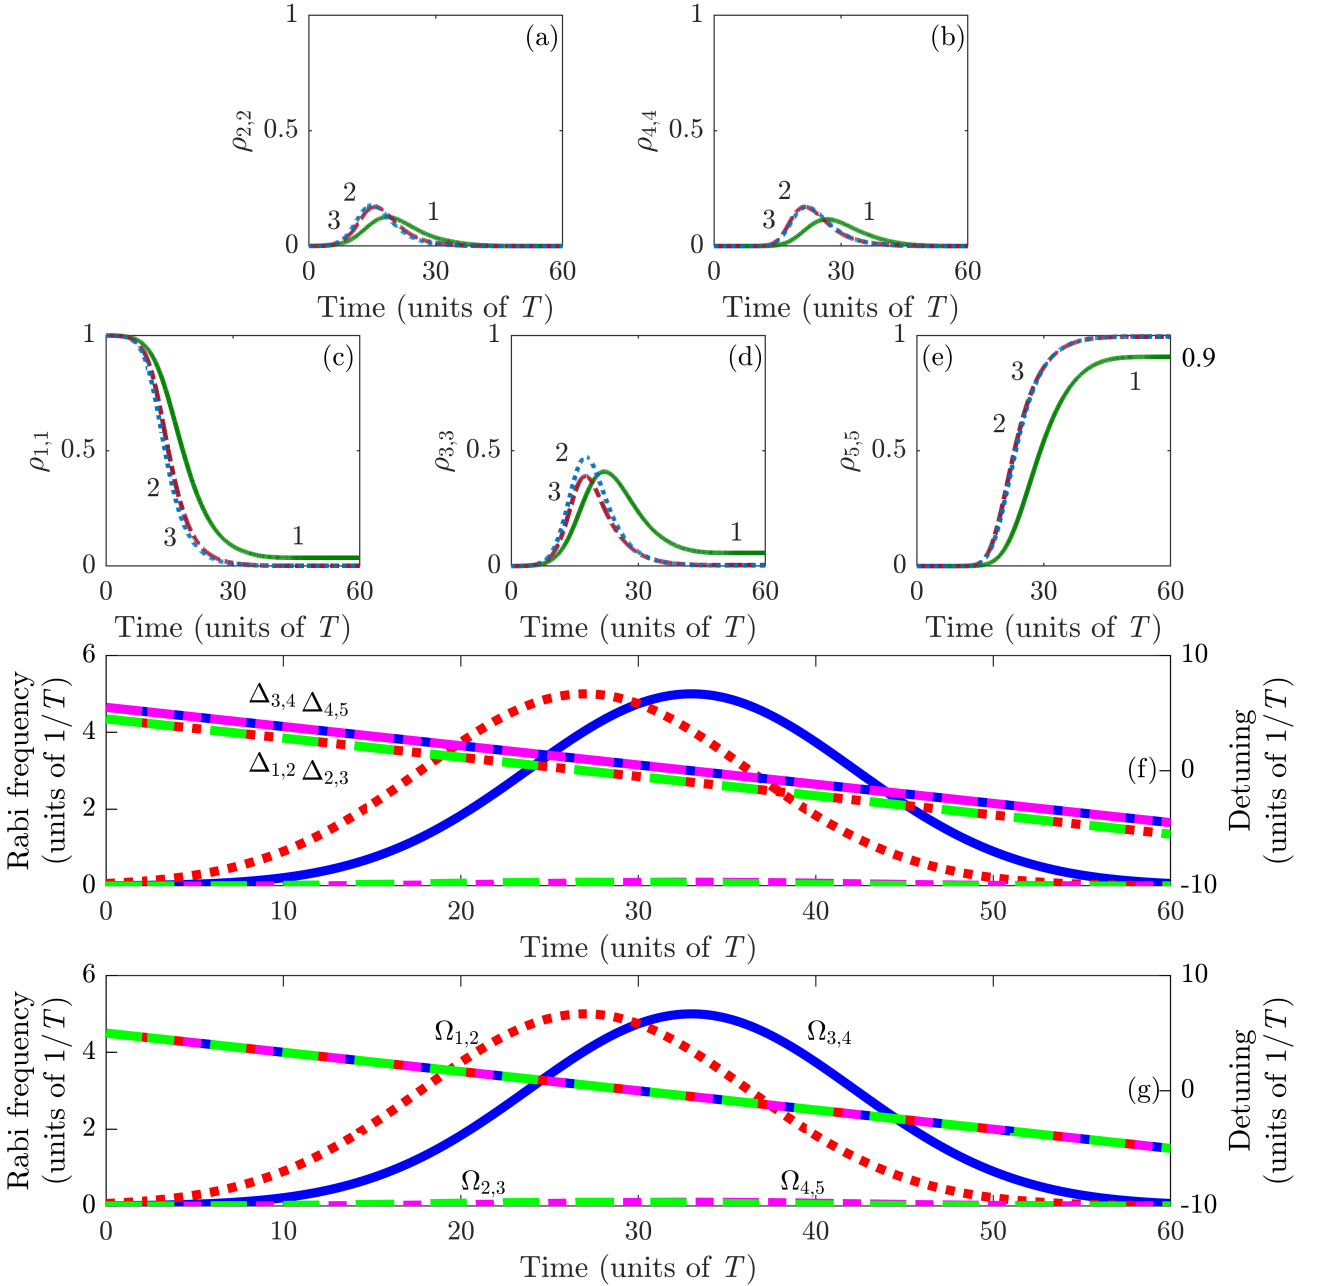 1
(a)
ρ2,2
0.5
2
3
1
0
0
30
60
Time (units of T)
1
(b)
ρ4,4
0.5
2
3
1
0
0
30
60
Time (units of T)
1
(c)
ρ1,1
0.5
2
3
1
0
0
30
60
Time (units of T)
1
(d)
ρ3,3
0.5
2
3
1
0
0
30
60
Time (units of T)
1
(e)
0.9
ρ5,5
0.5
3
2
1
0
0
30
60
Time (units of T)
6
4
2
0
Rabi frequency
(units of 1/T)
Δ3,4 Δ4,5
Δ1,2 Δ2,3
(f)
10
0
-10
Detuning
(units of 1/T)
0
10
20
30
40
50
60
Time (units of T)
6
4
2
0
Rabi frequency
(units of 1/T)
Ω1,2
Ω3,4
Ω2,3
Ω4,5
(g)
10
0
-10
Detuning
(units of 1/T)
0
10
20
30
40
50
60
Time (units of T)